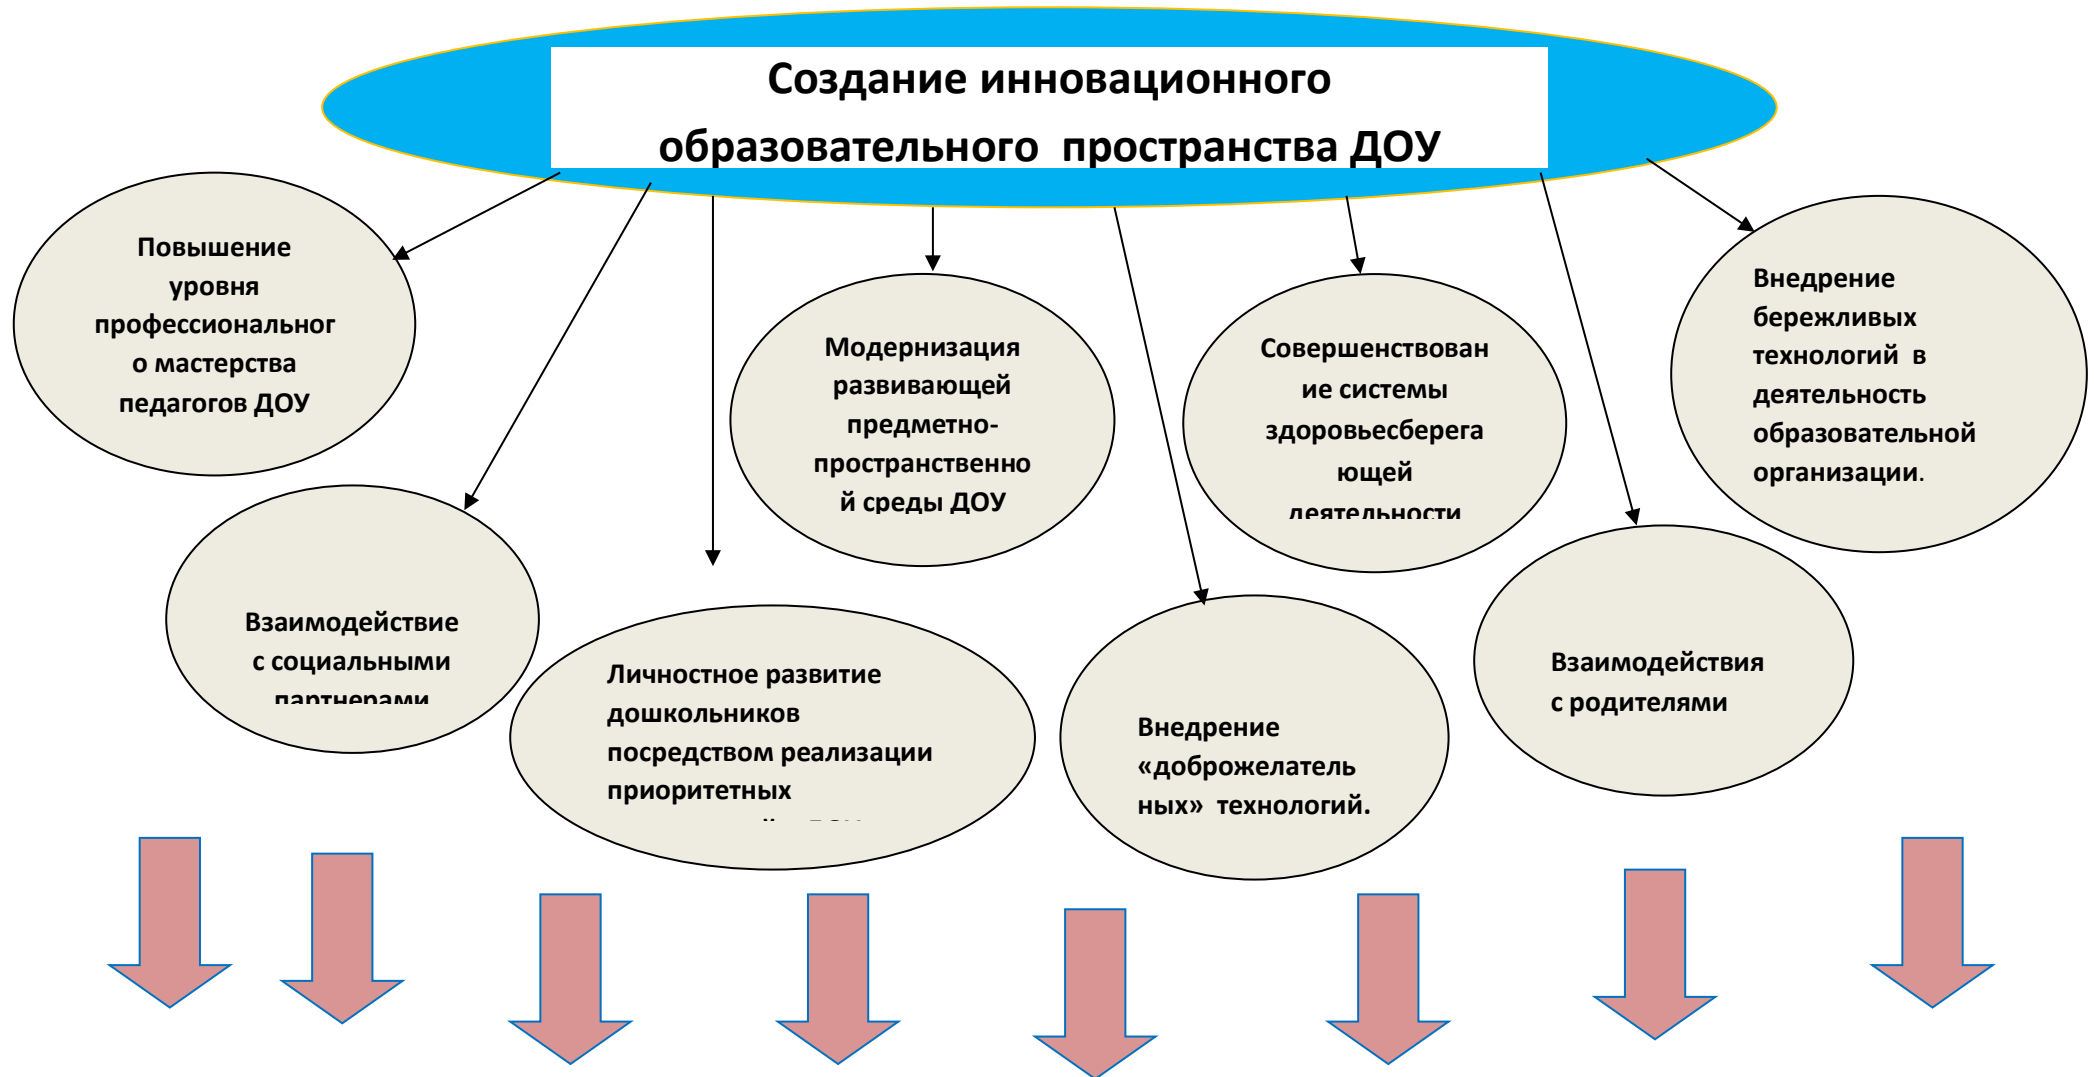 Создание инновационного
образовательного пространства ДОУ
Повышение
уровня
профессиональног
о мастерства
педагогов ДОУ
Взаимодействие
с социальными
партнерами
Личностное развитие
дошкольников
посредством реализации
приоритетных
Модернизация
развивающей
предметно-
пространственно
й среды ДОУ
Внедрение
«доброжелатель
ных» технологий.
Совершенствован
ие системы
здоровьесберега
ющей
деятельности
Взаимодействия
с родителями
Внедрение
бережливых
технологий в
деятельность
образовательной
организации.